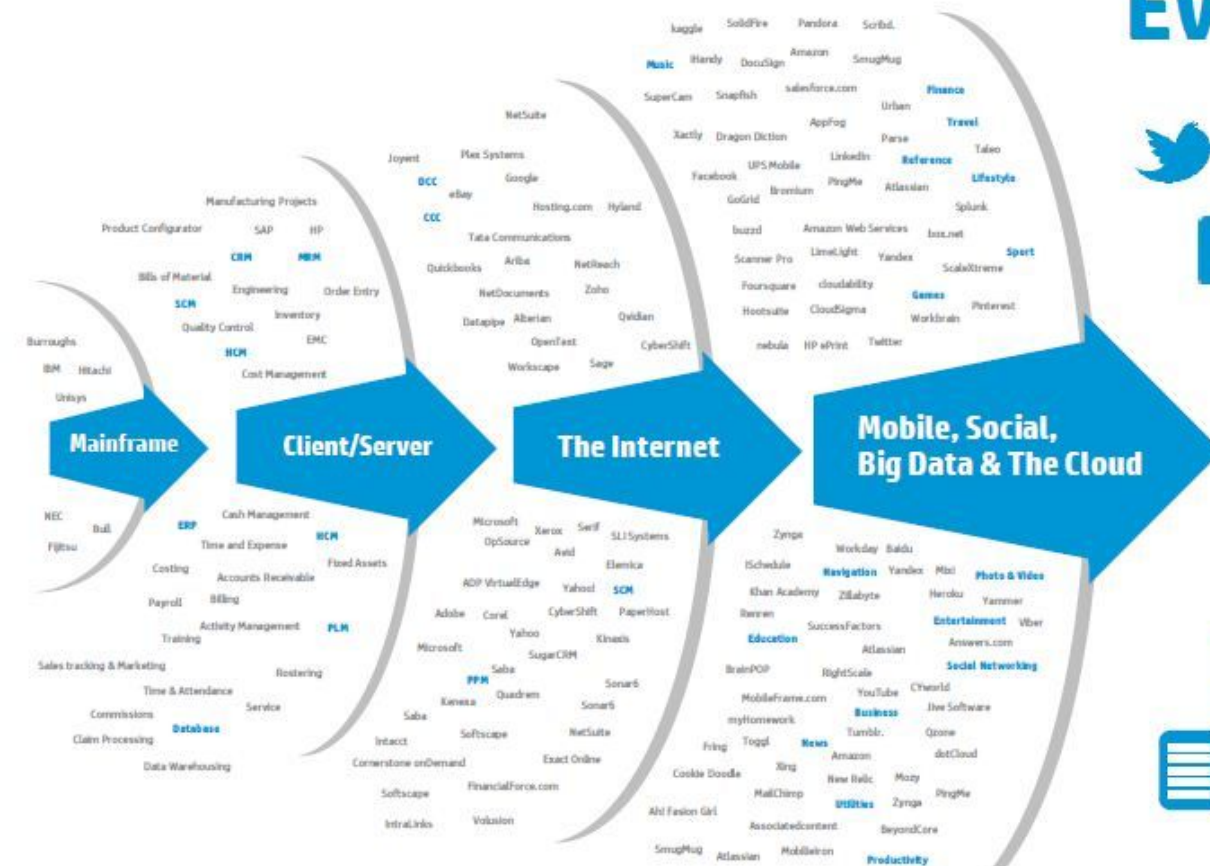 EV
kaggle SolidFire Pandora Scribd.
Music iHandy DocuSign Amazon SmugMug
SuperCam Snapfish salesforce.com Urban Finance
Xactly Dragon Diction AppFog Parse Travel
Facebook UPS Mobile LinkedIn Reference Taleo
GoGrid Bromium PingMe Atlassian Lifestyle
Splunk
buzzd Amazon Web Services box.net
Scanner Pro LimeLight Yandex ScaleXtreme Sport
Foursquare cloudability Games
Hootsuite CloudSigma Workbrain Pinterest
nebula HP ePrint Twitter
NetSuite
Joyent Plex Systems
DCC eBay Google
CCC Hosting.com Hyland
Tata Communications
Quickbooks Ariba NetReach
NetDocuments Zoho
Datapipe Alterian Qvidian
OpenText CyberShift
Workscape Sage
Manufacturing Projects
Product Configurator SAP HP
CRM MRM
Bills of Material Engineering Order Entry
SCM Inventory
Quality Control EMC
HCM
Cost Management
Burroughs
IBM Hitachi
Unisys
Mainframe
Client/Server
The Internet
Mobile, Social,
Big Data & The Cloud
NEC Bull
Fijitsu
ERP Cash Management HCM
Time and Expense
Costing Accounts Receivable Fixed Assets
Payroll Billing
Activity Management PLM
Training
Sales tracking & Marketing Rostering
Time & Attendance
Commissions Service
Claim Processing Database
Data Warehousing
Microsoft Xerox Serif SLI Systems
OpSource Avid
Elemica
ADP VirtualEdge Yahoo! SCM
Adobe Corel CyberShift PaperHost
Microsoft Yahoo Kinaxis
SugarCRM
PPM Saba Sonar6
Kenexa Quadrem Sonar6
Saba Softscape NetSuite
Intacct
Cornerstone onDemand Exact Online
Softscape FinancialForce.com
IntraLinks Volusion
Zynga Workday Baidu
iSchedule Navigation Yandex Mixi Photo & Video
Khan Academy Zillabyte Heroku Yammer
Renren SuccessFactors Entertainment Viber
Education Atlassian Answers.com
BrainPOP RightScale Social Networking
MobileFrame.com YouTube CYworld
myHomework Business Jive Software
Fring Toggl News Tumblr. Qzone
Amazon dotCloud
Cookie Doodle Xing New Relic Mozy
MailChimp Utilities Zynga PingMe
Ah! Fasion Girl
Associatedcontent BeyondCore
SmugMug Atlassian MobileIron Productivity